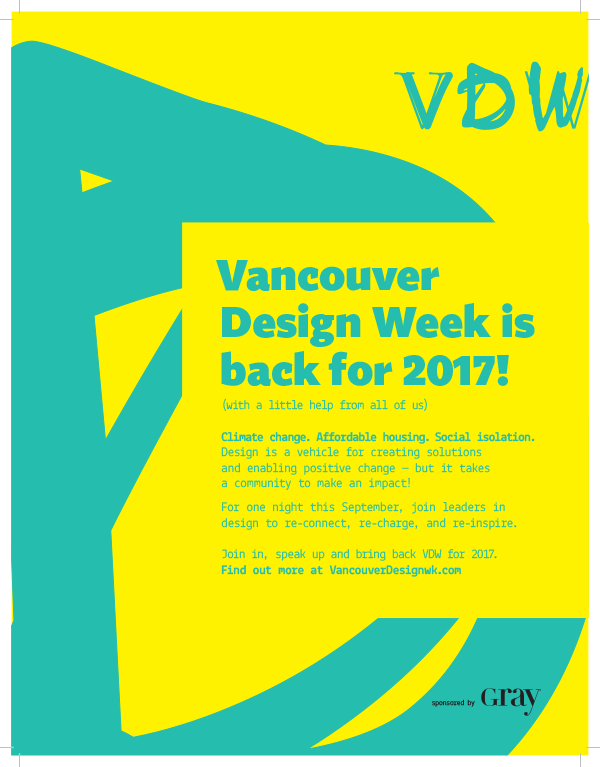 VDW
Vancouver
Design Week is
back for 2017!
(with a little help from all of us)
Climate change. Affordable housing. Social isolation.
Design is a vehicle for creating solutions
and enabling positive change – but it takes
a community to make an impact!
For one night this September, join leaders in
design to re-connect, re-charge, and re-inspire.
Join in, speak up and bring back VDW for 2017.
Find out more at VancouverDesignwk.com
sponsored by Gray